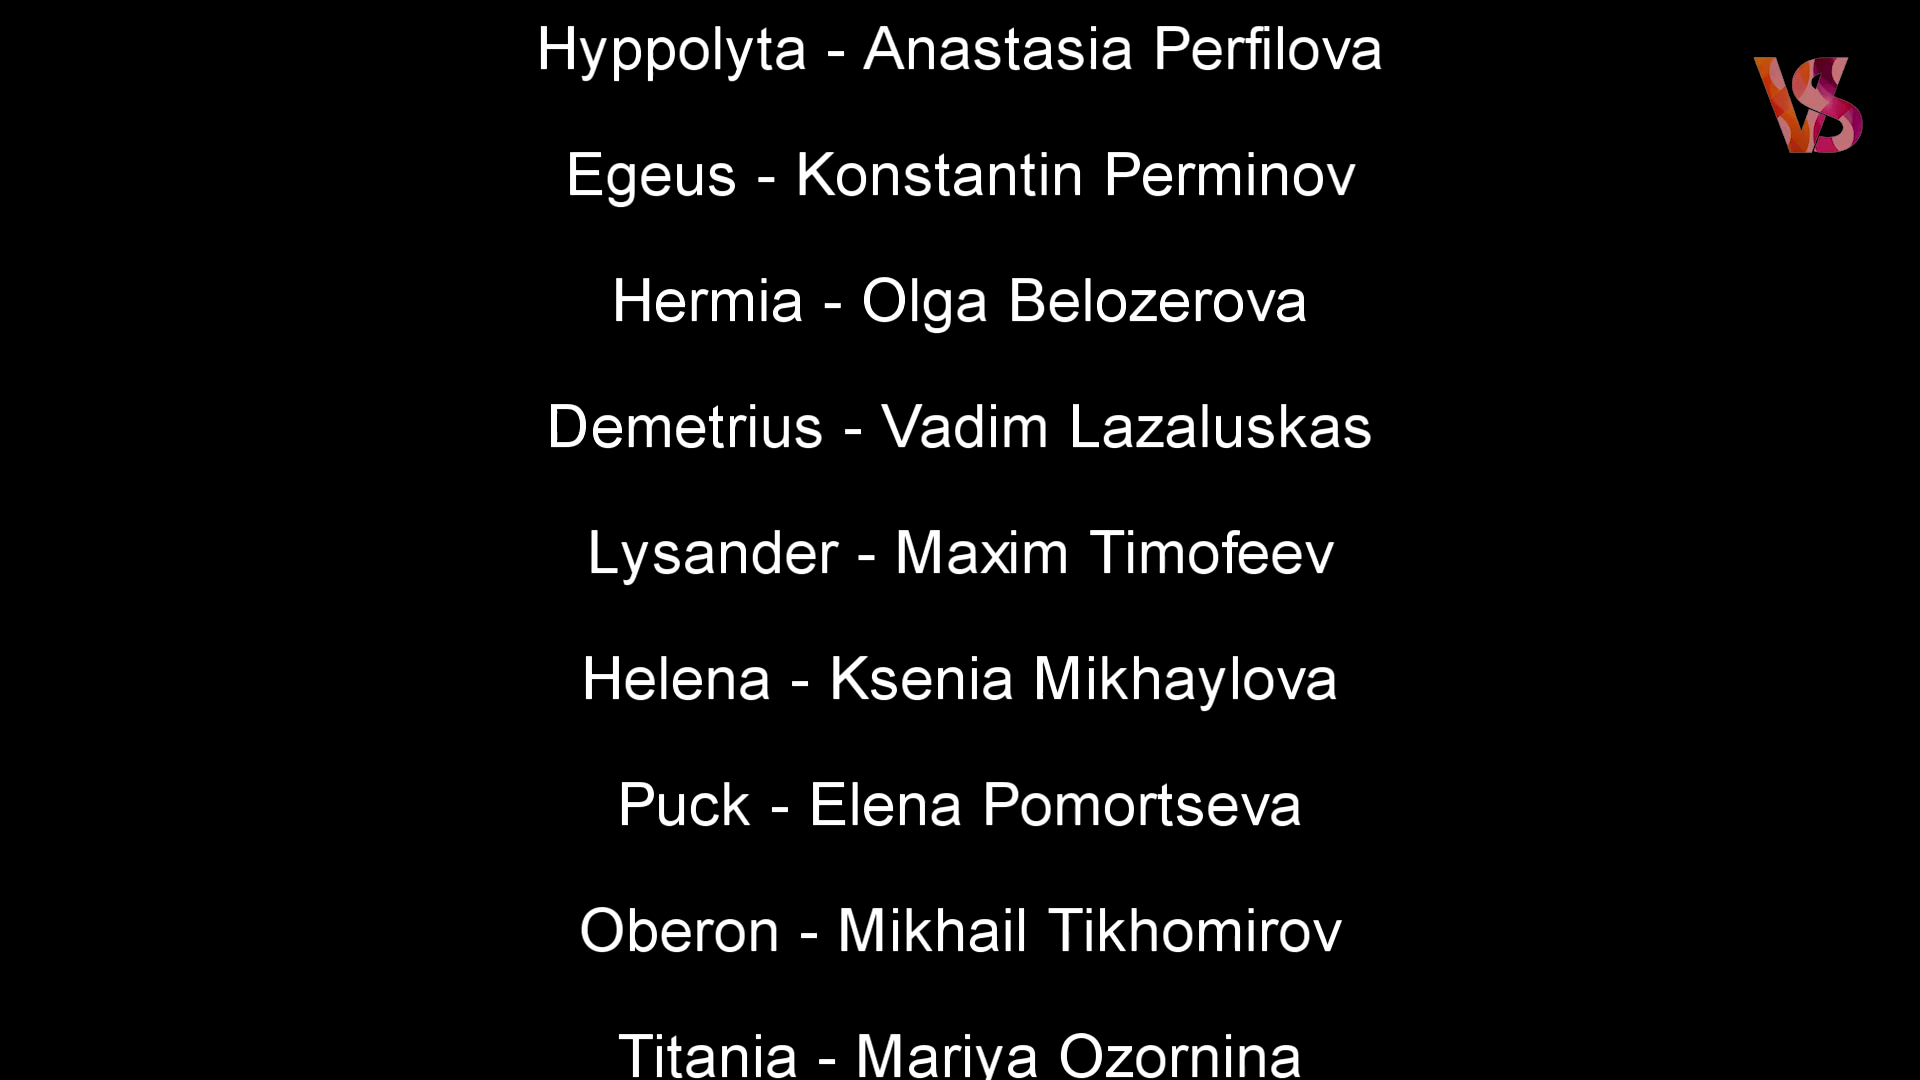 Hyppolyta - Anastasia Perfilova
VS
Egeus - Konstantin Perminov
Hermia - Olga Belozerova
Demetrius - Vadim Lazaluskas
Lysander - Maxim Timofeev
Helena - Ksenia Mikhaylova
Puck - Elena Pomortseva
Oberon - Mikhail Tikhomirov
Titania - Mariya Ozornina